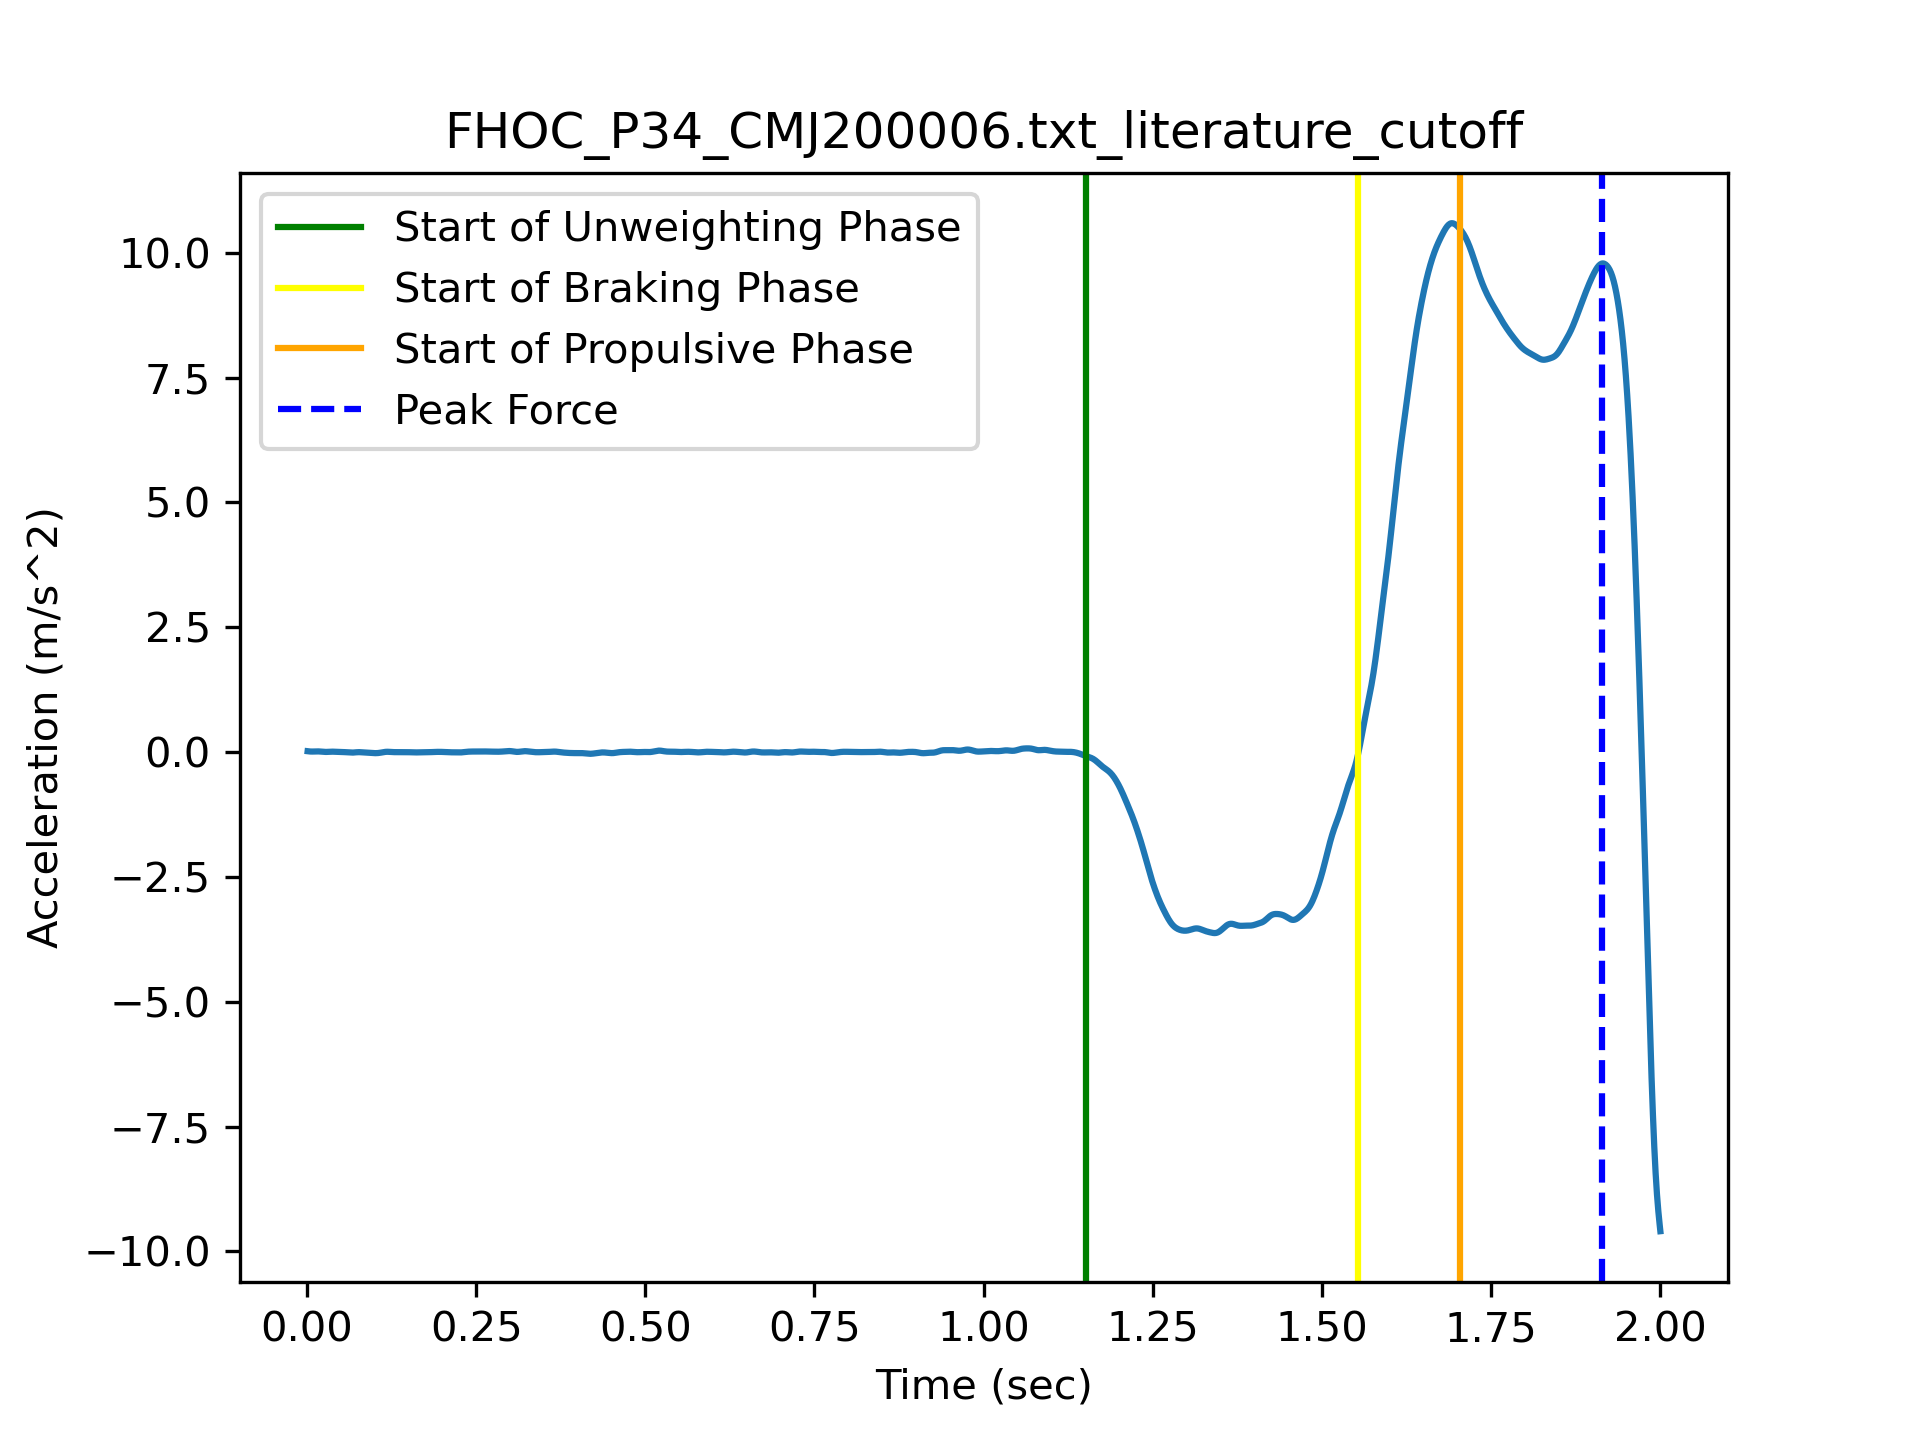 FHOC_P34_CMJ200006.txt_literature_cutoff
Start of Unweighting Phase
Start of Braking Phase
Start of Propulsive Phase
Peak Force
Acceleration (m/s^2)
10.0
7.5
5.0
2.5
0.0
−2.5
−5.0
−7.5
−10.0
0.00 0.25 0.50 0.75 1.00 1.25 1.50 1.75 2.00
Time (sec)